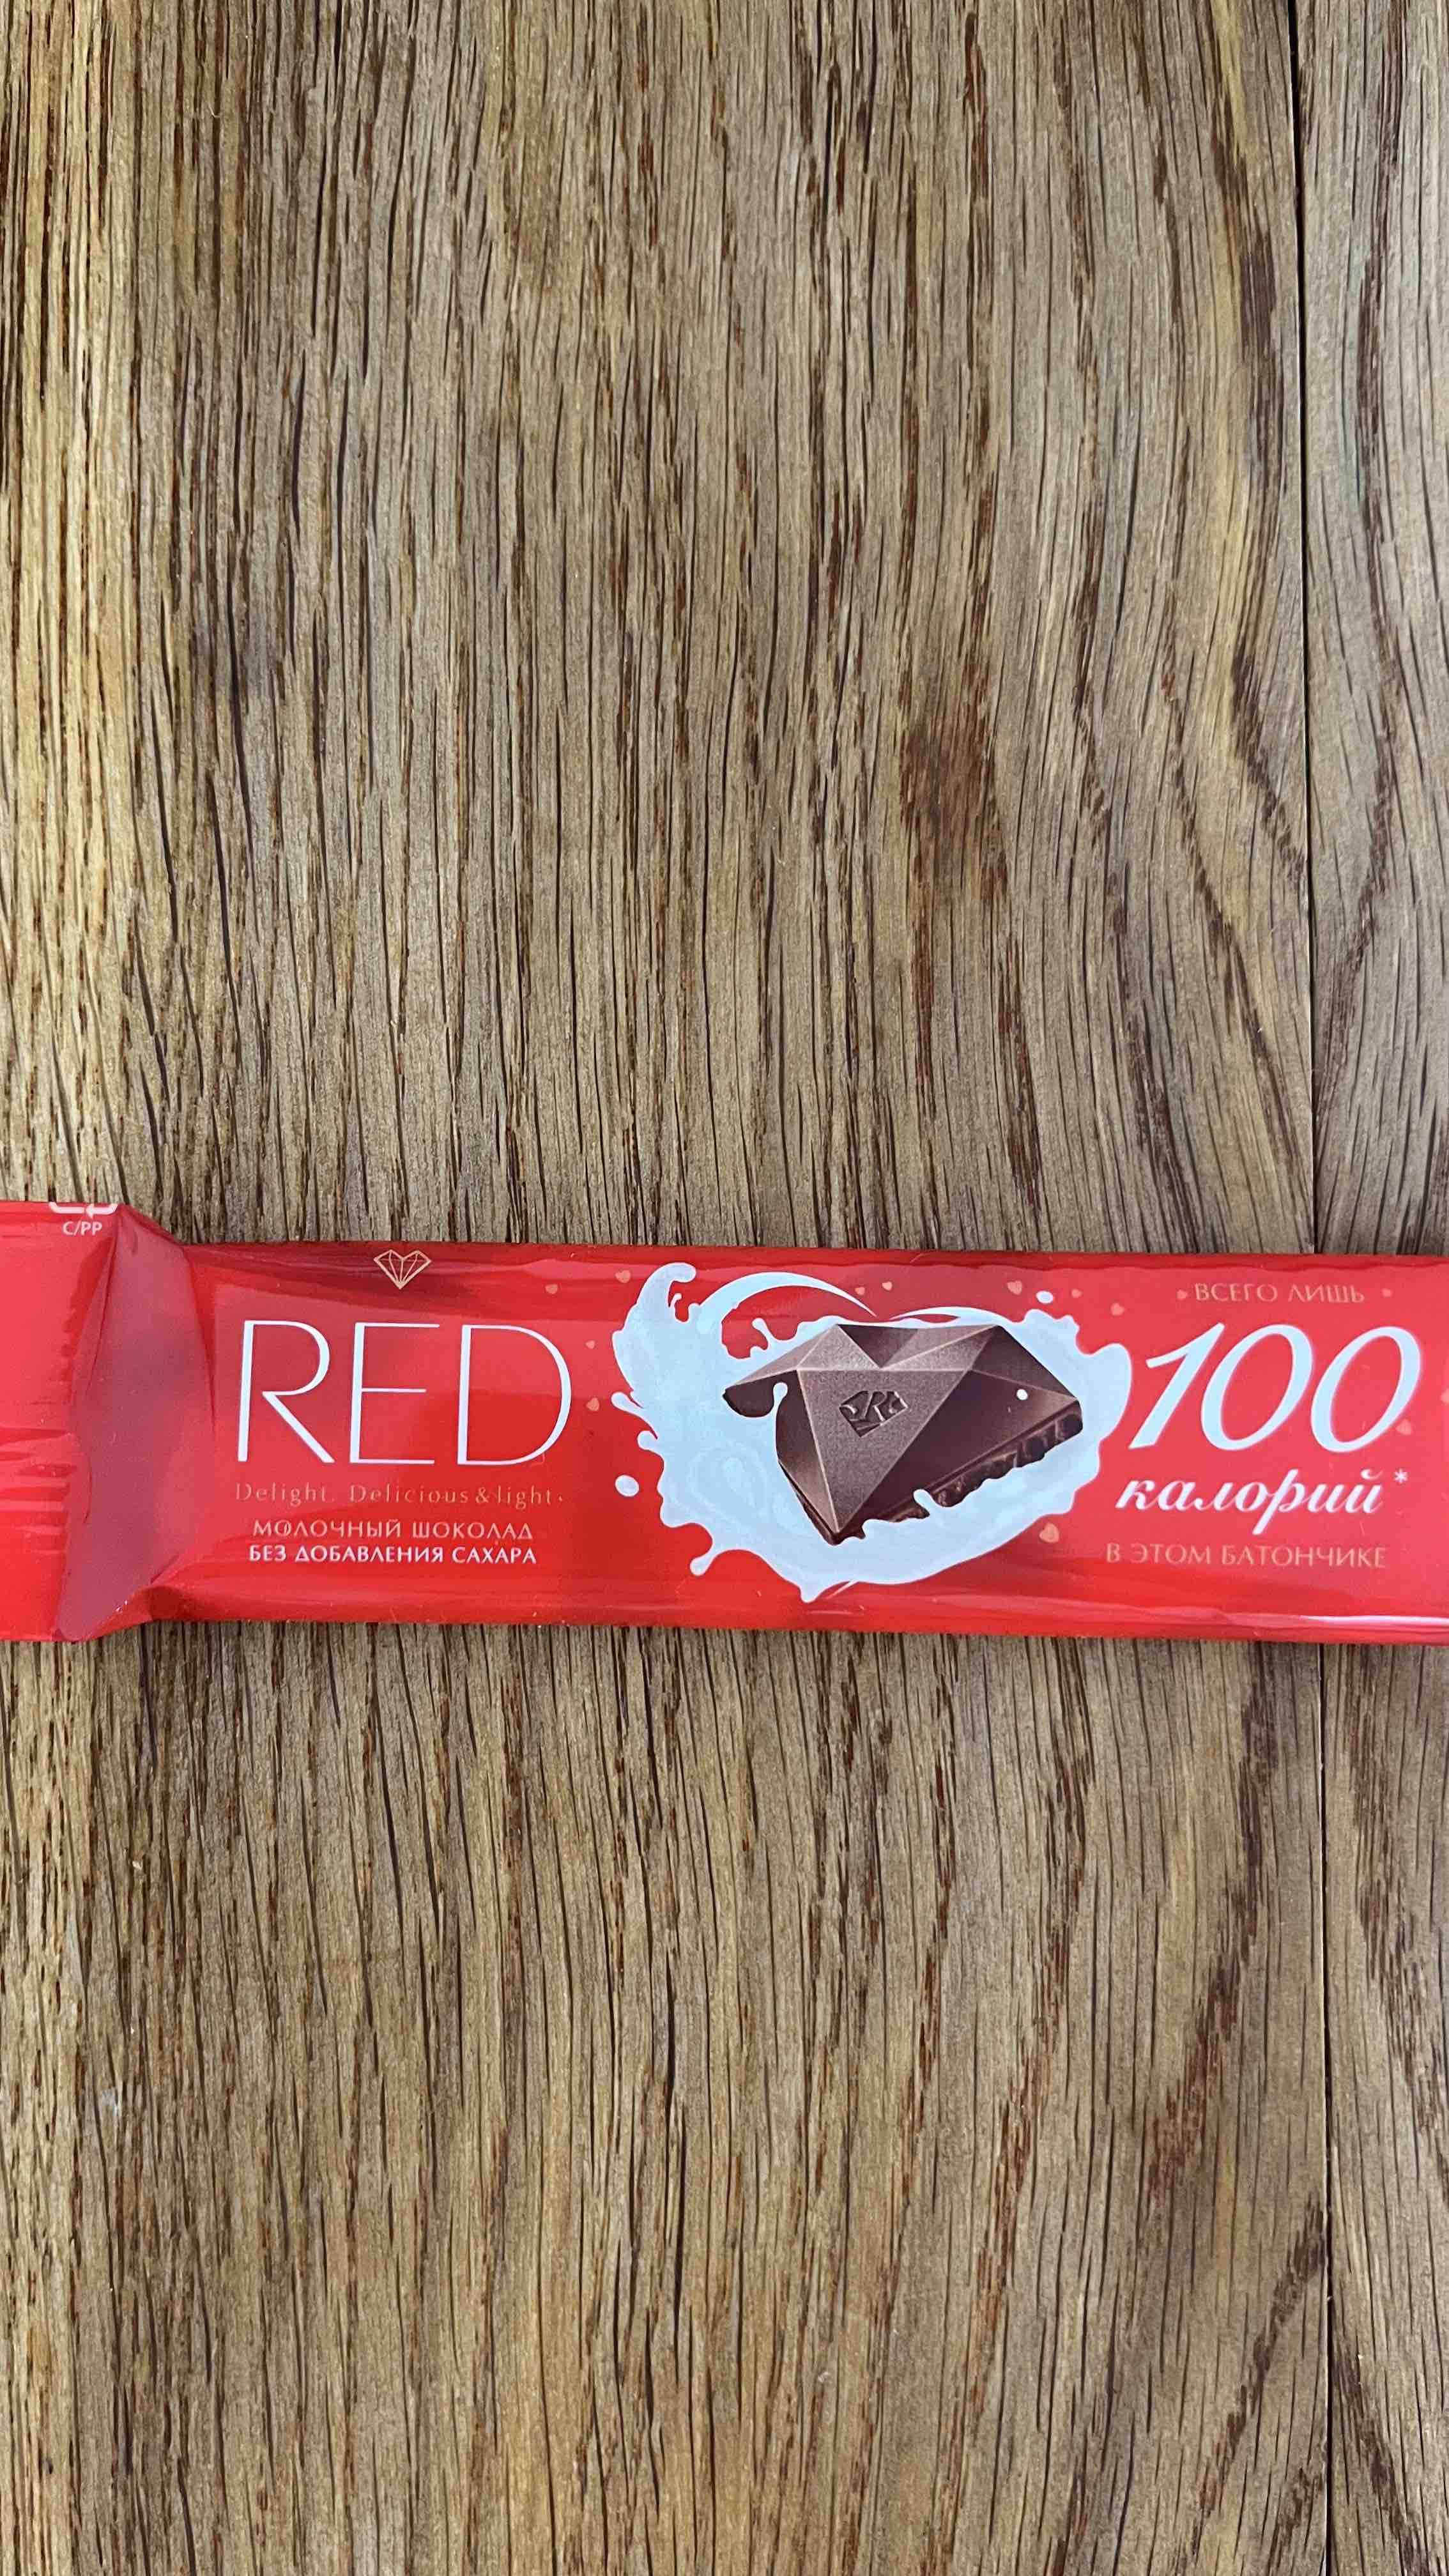 C/PP
RED
Delight. Delicious & light.
МОЛОЧНЫЙ ШОКОЛАД
БЕЗ ДОБАВЛЕНИЯ САХАРА
ВСЕГО ЛИШЬ
100
калорий*
В ЭТОМ БАТОНЧИКЕ